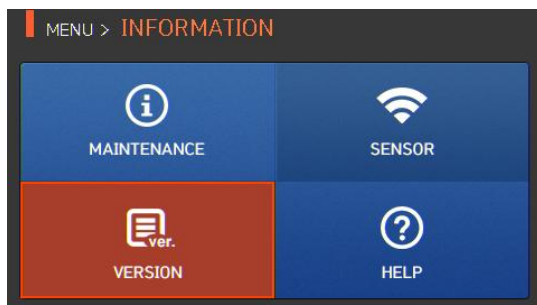 MENU > INFORMATION
MAINTENANCE
SENSOR
ver.
VERSION
HELP